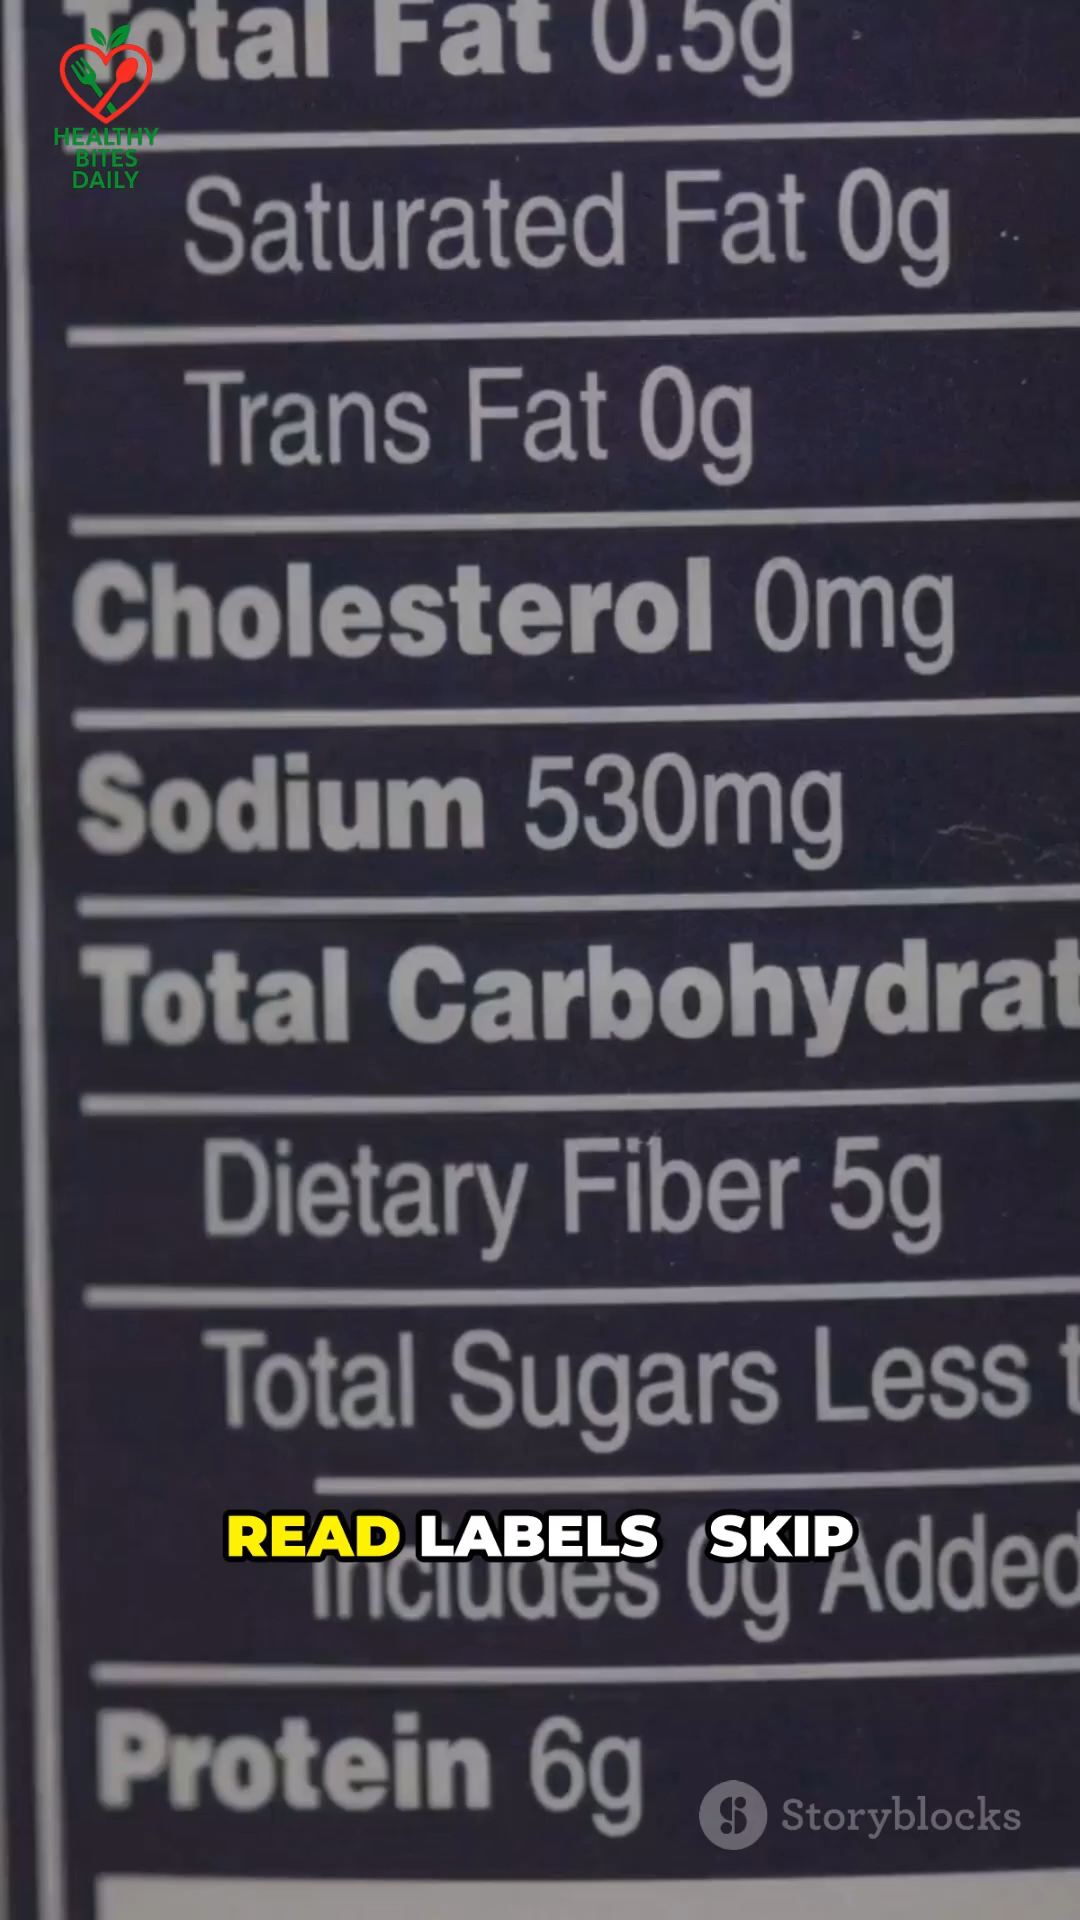 Total Fat 0.5g
HEALTHY
BITES
DAILY
Saturated Fat 0g
Trans Fat 0g
Cholesterol 0mg
Sodium 530mg
Total Carbohydrat
Dietary Fiber 5g
Total Sugars Less t
READ LABELS SKIP
Includes 0g Added
Protein 6g
Storyblocks